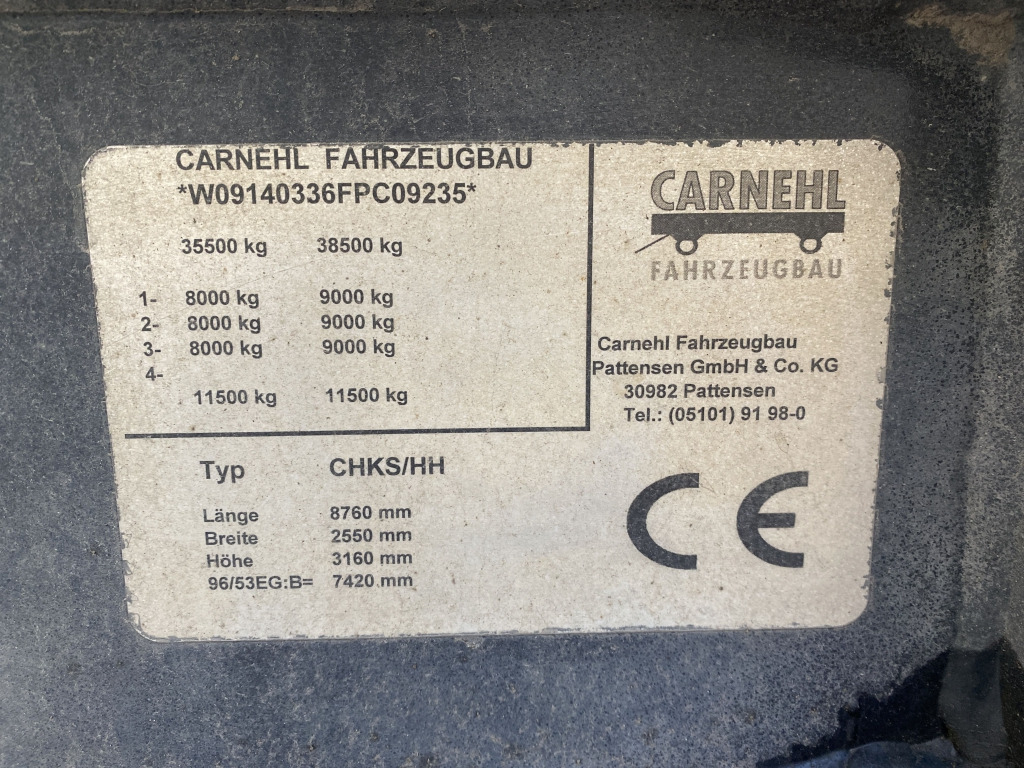 CARNEHL FAHRZEUGBAU
*W09140336FPC09235*
35500 kg 38500 kg
1- 8000 kg 9000 kg
2- 8000 kg 9000 kg
3- 8000 kg 9000 kg
4-
11500 kg 11500 kg
CARNEHL
FAHRZEUGBAU
Carnehl Fahrzeugbau
Pattensen GmbH & Co. KG
30982 Pattensen
Tel.: (05101) 91 98-0
Typ CHKS/HH
Länge 8760 mm
Breite 2550 mm
Höhe 3160 mm
96/53EG:B= 7420 mm
CE